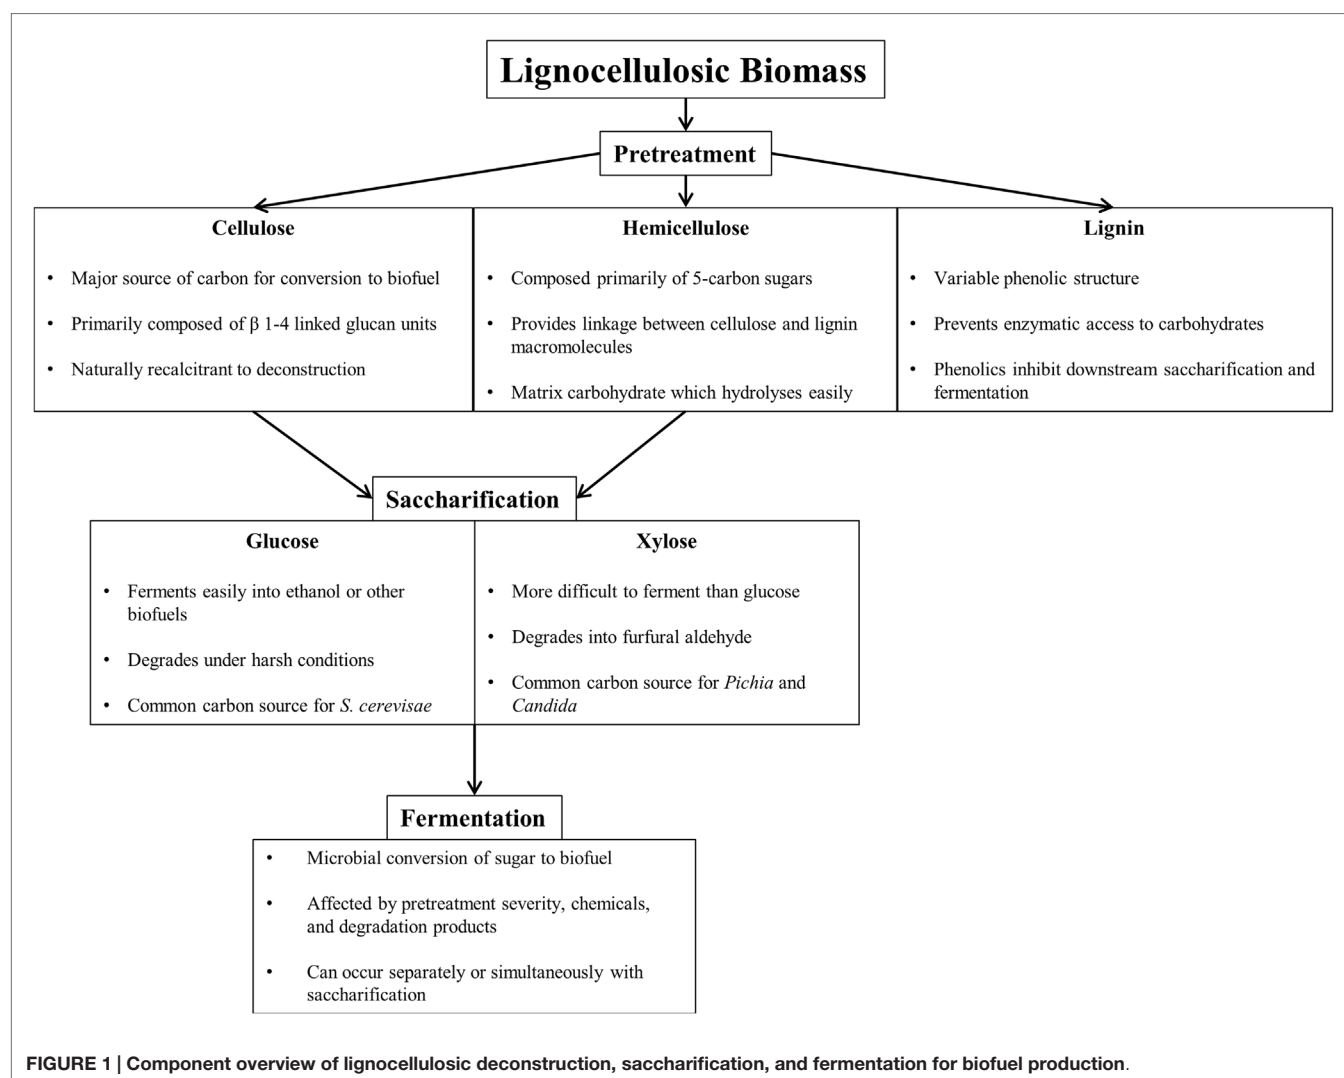 Lignocellulosic Biomass
Pretreatment
Cellulose
• Major source of carbon for conversion to biofuel
• Primarily composed of β 1-4 linked glucan units
• Naturally recalcitrant to deconstruction
Hemicellulose
• Composed primarily of 5-carbon sugars
• Provides linkage between cellulose and lignin
macromolecules
• Matrix carbohydrate which hydrolyses easily
Lignin
• Variable phenolic structure
• Prevents enzymatic access to carbohydrates
• Phenolics inhibit downstream saccharification and
fermentation
Saccharification
Glucose
• Ferments easily into ethanol or other
biofuels
• Degrades under harsh conditions
• Common carbon source for S. cerevisae
Xylose
• More difficult to ferment than glucose
• Degrades into furfural aldehyde
• Common carbon source for Pichia and
Candida
Fermentation
• Microbial conversion of sugar to biofuel
• Affected by pretreatment severity, chemicals,
and degradation products
• Can occur separately or simultaneously with
saccharification
FIGURE 1 | Component overview of lignocellulosic deconstruction, saccharification, and fermentation for biofuel production.